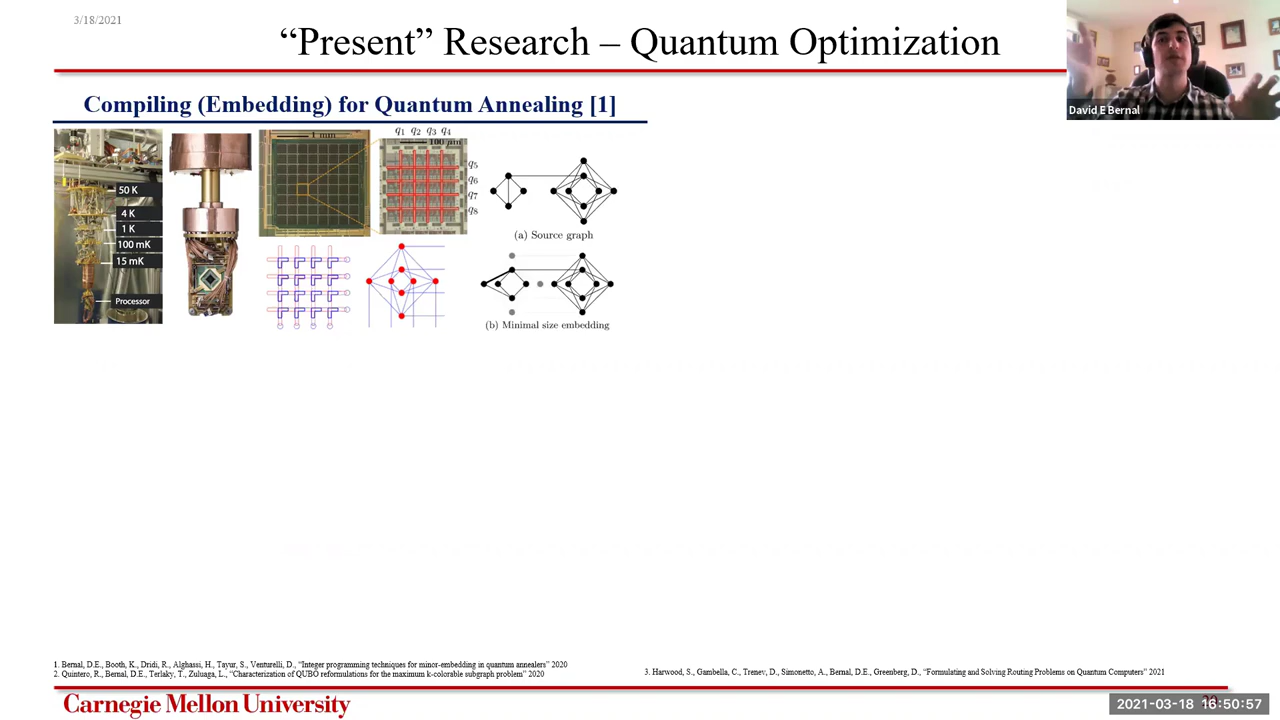 3/18/2021
“Present” Research – Quantum Optimization
David E Bernal
Compiling (Embedding) for Quantum Annealing [1]
50 K
4 K
1 K
100 mK
15 mK
Processor
1 mm
q1 q2 q3 q4
100 µm
q5
q6
q7
q8
(a) Source graph
(b) Minimal size embedding
1. Bernal, D.E., Booth, K., Dridi, R., Alghassi, H., Tayur, S., Venturelli, D., “Integer programming techniques for minor-embedding in quantum annealers” 2020
2. Quintero, R., Bernal, D.E., Terlaky, T., Zuluaga, L., “Characterization of QUBO reformulations for the maximum k-colorable subgraph problem” 2020
3. Harwood, S., Gambella, C., Trenev, D., Simonetto, A., Bernal, D.E., Greenberg, D., “Formulating and Solving Routing Problems on Quantum Computers” 2021
Carnegie Mellon University
2021-03-18 16:50:57